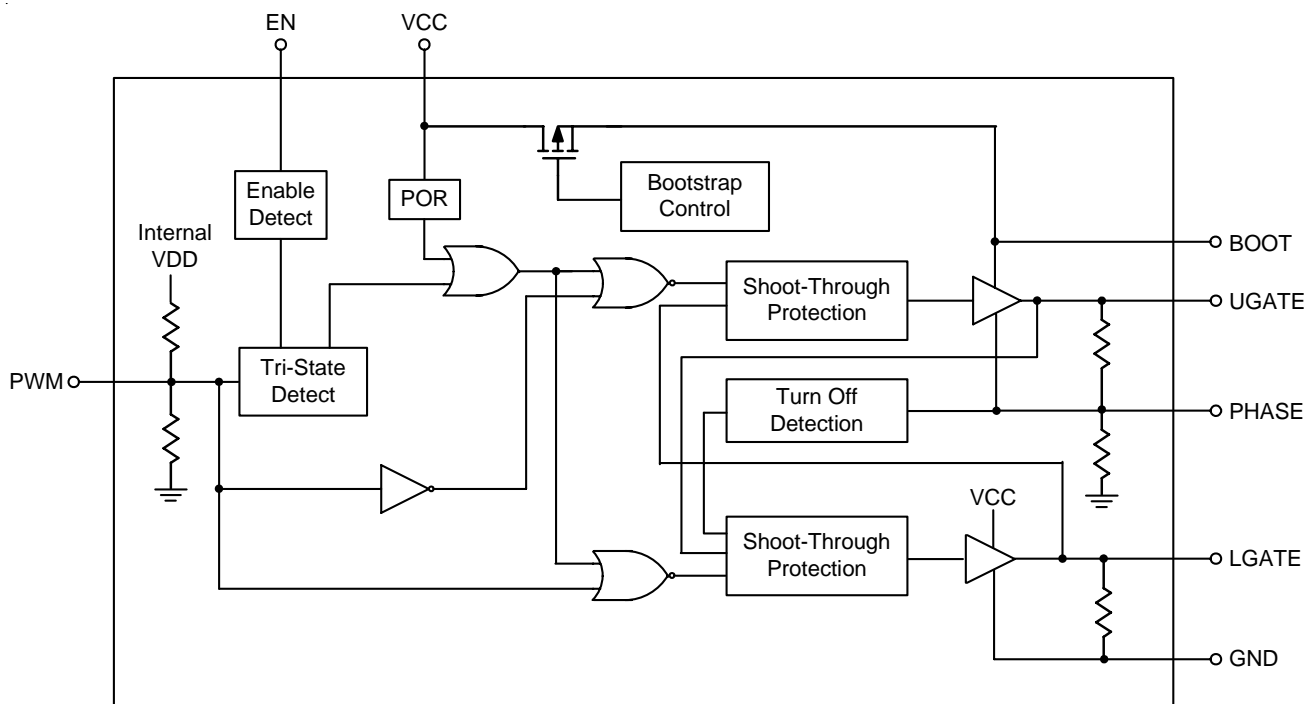 EN
VCC
Enable
Detect
POR
Bootstrap
Control
Internal
VDD
BOOT
Shoot-Through
Protection
UGATE
Tri-State
Detect
PWM
Turn Off
Detection
PHASE
VCC
Shoot-Through
Protection
LGATE
GND